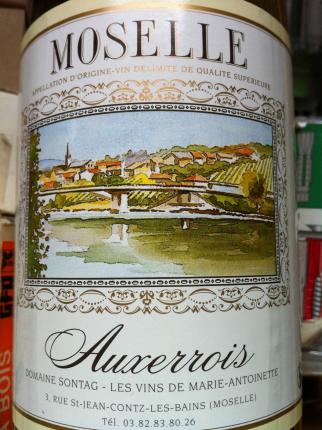 MOSELLE
APPELLATION D'ORIGINE-VIN DÉLIMITÉ DE QUALITÉ SUPÉRIEURE
Auxerrois
DOMAINE SONTAG - LES VINS DE MARIE-ANTOINETTE
3, RUE St-JEAN-CONTZ-LES-BAINS (MOSELLE)
Tél. 03.82.83.80.26
BOIS